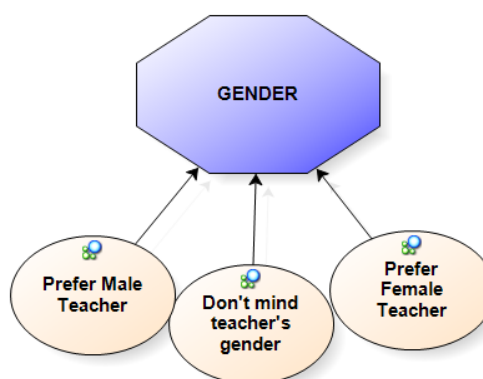 GENDER
Prefer Male
Teacher
Don't mind
teacher's
gender
Prefer
Female
Teacher